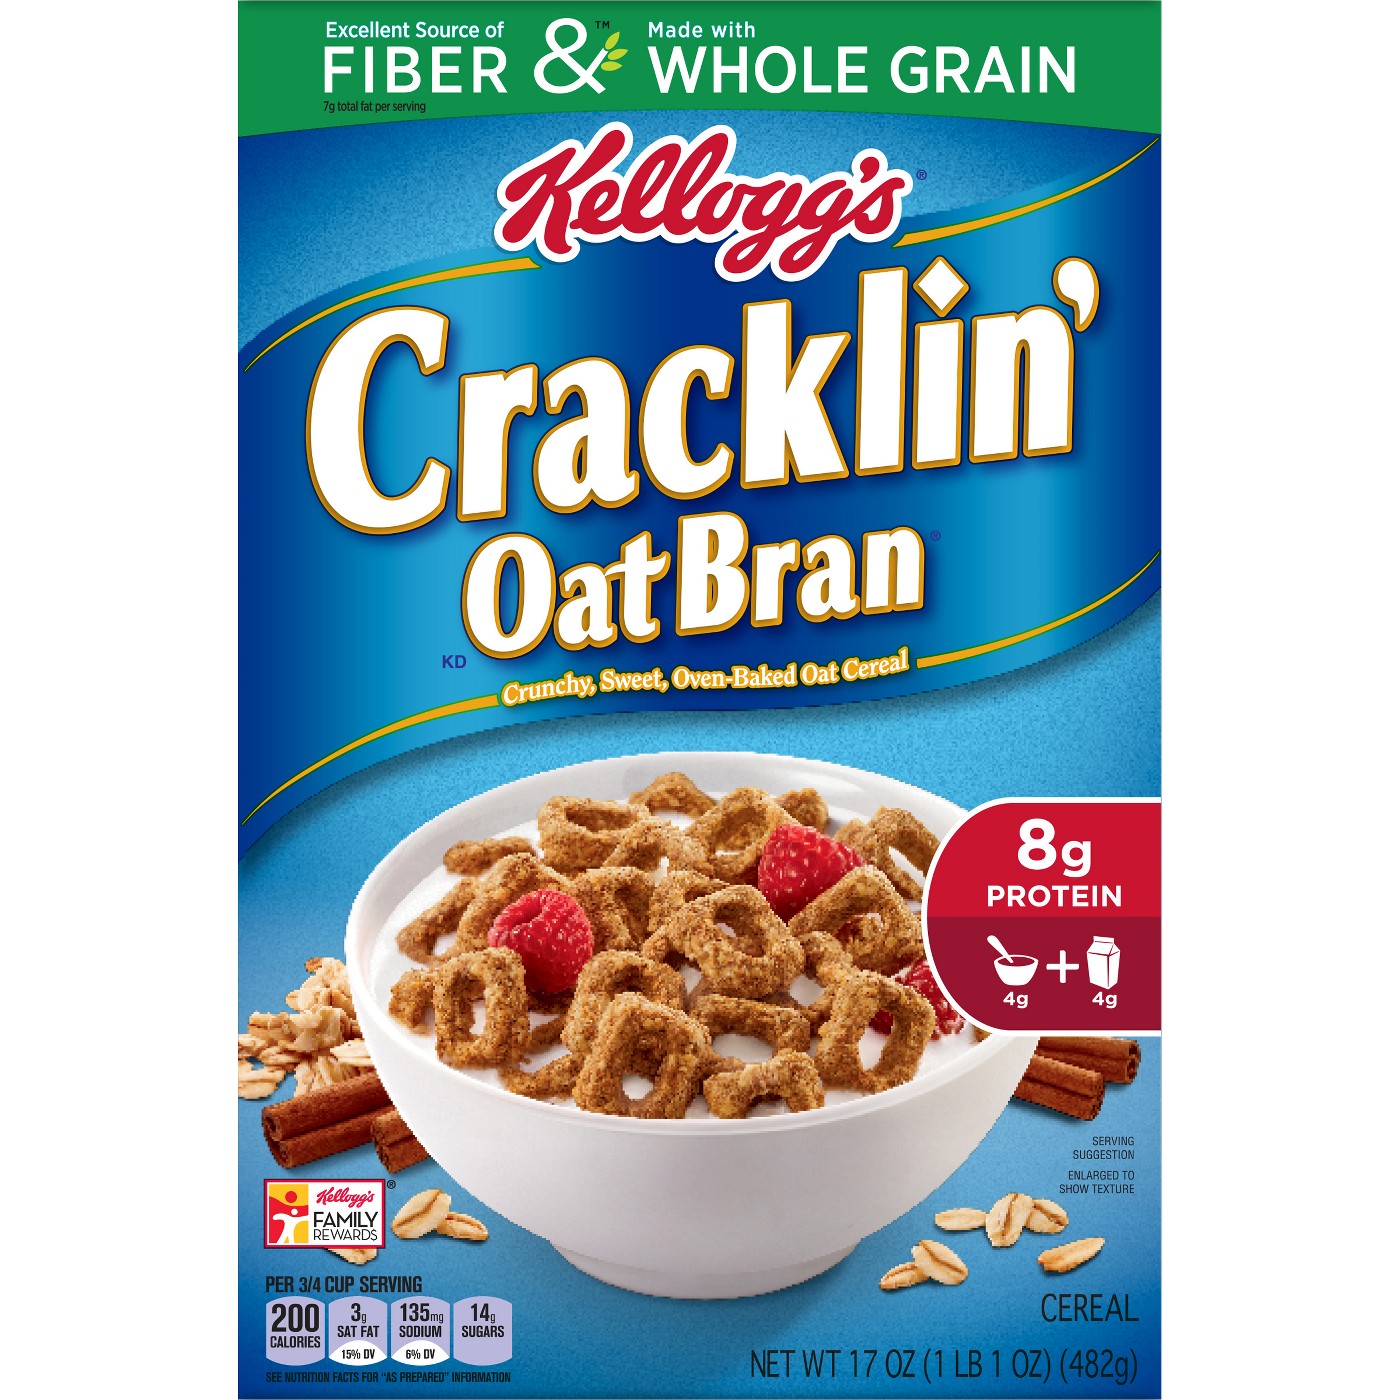 Excellent Source of
FIBER &™
Made with
WHOLE GRAIN
7g total fat per serving
Kellogg's®
Cracklin'
Oat Bran®
KD
Crunchy, Sweet, Oven-Baked Oat Cereal
8g
PROTEIN
4g + 4g
SERVING
SUGGESTION
ENLARGED TO
SHOW TEXTURE
Kellogg's®
FAMILY
REWARDS
PER 3/4 CUP SERVING
200
CALORIES
3g
SAT FAT
15% DV
135mg
SODIUM
6% DV
14g
SUGARS
SEE NUTRITION FACTS FOR "AS PREPARED" INFORMATION
CEREAL
NET WT 17 OZ (1 LB 1 OZ) (482g)